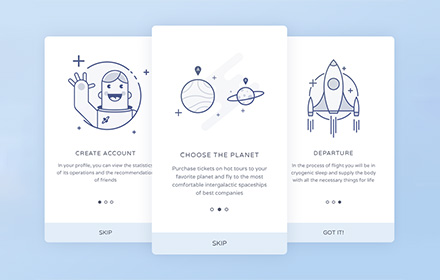 CREATE ACCOUNT
In your profile, you can view the statistics
of its operations and the recommendation
of friends
SKIP
CHOOSE THE PLANET
Purchase tickets on hot tours to your
favorite planet and fly to the most
comfortable intergalactic spaceships
of best companies
SKIP
DEPARTURE
In the process of flight you will be in
cryogenic sleep and supply the body
with all the necessary things for life
GOT IT!